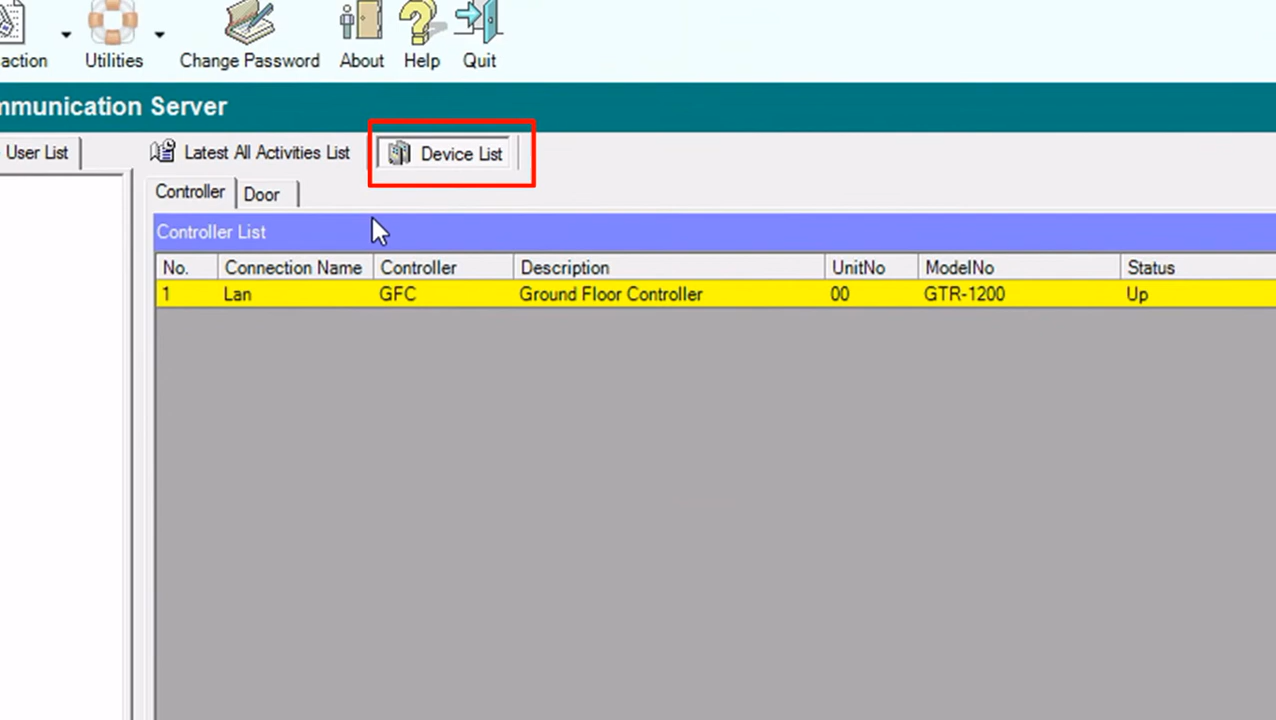 action Utilities Change Password About Help Quit
mmunication Server
User List Latest All Activities List Device List
Controller Door
Controller List
No. Connection Name Controller Description UnitNo ModelNo Status
1 Lan GFC Ground Floor Controller 00 GTR-1200 Up